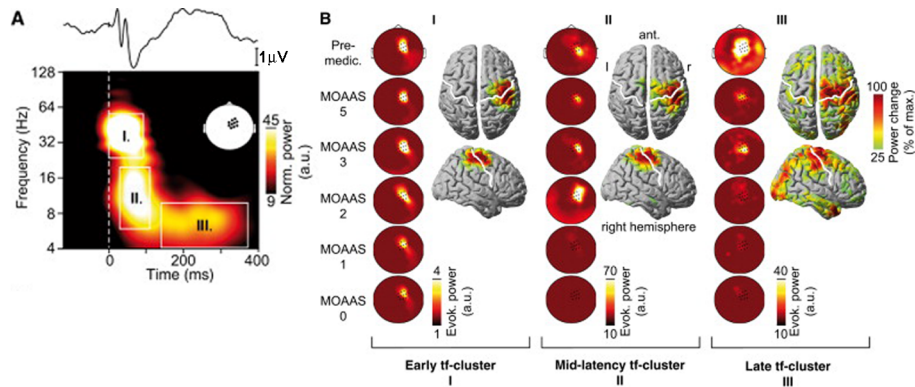 A
1μV
128
64
32
16
8
4
Frequency (Hz)
I.
II.
III.
45
9
Norm. power
(a.u.)
0
100
200
400
Time (ms)
B
I
II
III
Pre-
medic.
MOAAS
5
MOAAS
3
MOAAS
2
MOAAS
1
MOAAS
0
ant.
l
r
right hemisphere
100
25
Power change
(% of max.)
4
1
Evok. power
(a.u.)
70
10
Evok. power
(a.u.)
40
10
Evok. power
(a.u.)
Early tf-cluster
I
Mid-latency tf-cluster
II
Late tf-cluster
III